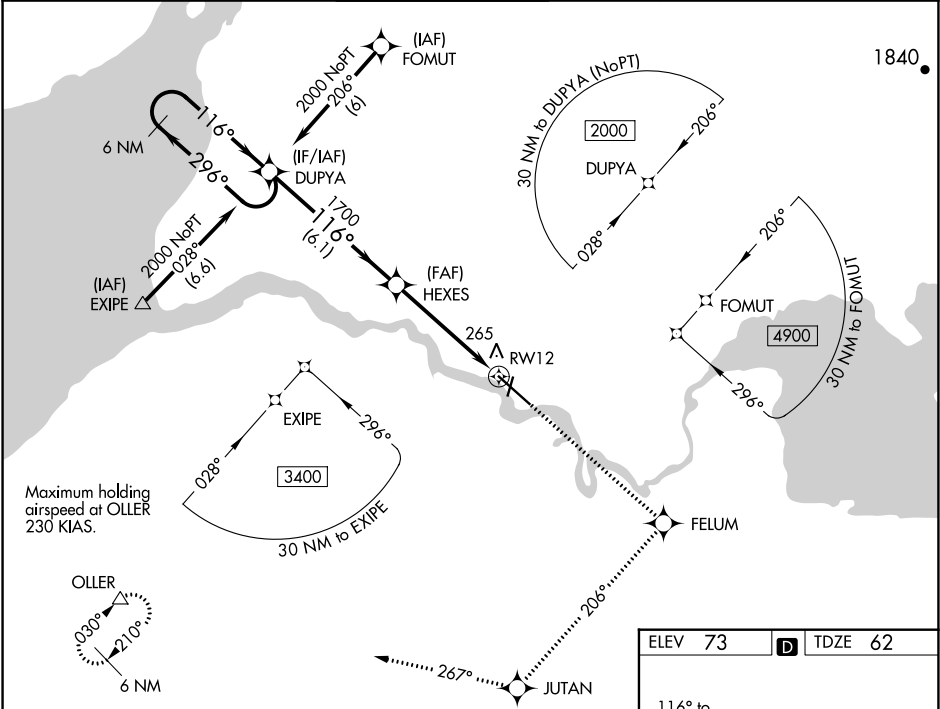 (IAF)
FOMUT
2000 NoPT
206°
(6)
1840
30 NM to DUPYA (NoPT)
2000
206°
DUPYA
028°
116°
6 NM
296°
(IF/IAF)
DUPYA
1700
116°
(6.1)
2000 NoPT
028°
(6.6)
(IAF)
EXIPE
(FAF)
HEXES
265
RW12
206°
FOMUT
4900
30 NM to FOMUT
296°
EXIPE
296°
028°
3400
30 NM to EXIPE
Maximum holding
airspeed at OLLER
230 KIAS.
FELUM
OLLER
030°
210°
6 NM
206°
267°
JUTAN
ELEV 73
D
TDZE 62
116° to